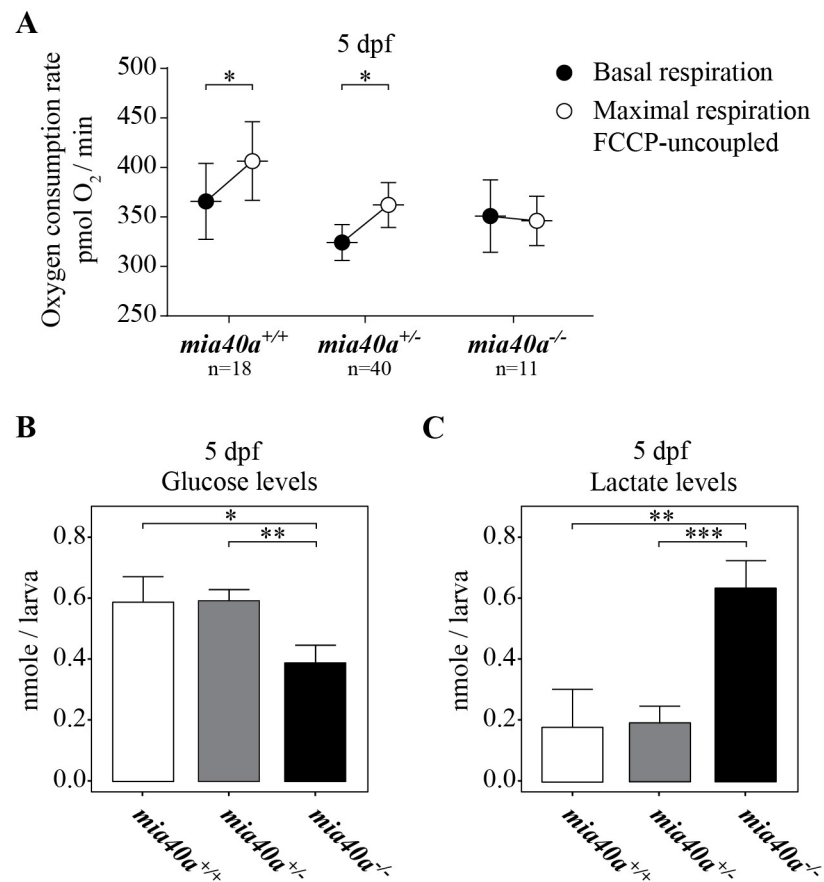 A
5 dpf
Oxygen consumption rate
pmol O2 / min
500
450
400
350
300
250
*
*
Basal respiration
Maximal respiration
FCCP-uncoupled
mia40a+/+
n=18
mia40a+/-
n=40
mia40a-/-
n=11
B
5 dpf
Glucose levels
nmole / larva
0.8
0.6
0.4
0.2
0.0
*
**
mia40a+/+
mia40a+/-
mia40a-/-
C
5 dpf
Lactate levels
nmole / larva
0.8
0.6
0.4
0.2
0.0
**
***
mia40a+/+
mia40a+/-
mia40a-/-